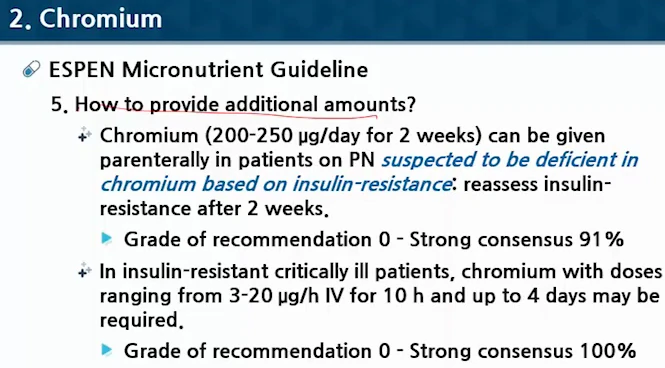 2. Chromium
ESPEN Micronutrient Guideline
5. How to provide additional amounts?
Chromium (200-250 μg/day for 2 weeks) can be given
parenterally in patients on PN suspected to be deficient in
chromium based on insulin-resistance: reassess insulin-
resistance after 2 weeks.
Grade of recommendation 0 - Strong consensus 91%
In insulin-resistant critically ill patients, chromium with doses
ranging from 3-20 μg/h IV for 10 h and up to 4 days may be
required.
Grade of recommendation 0 - Strong consensus 100%